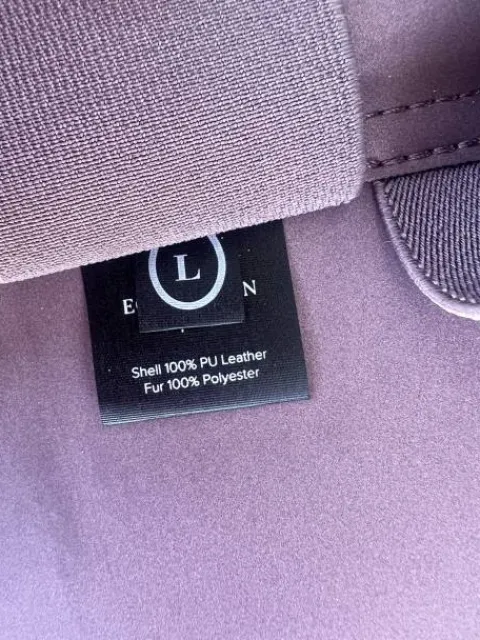 L
Shell 100% PU Leather
Fur 100% Polyester